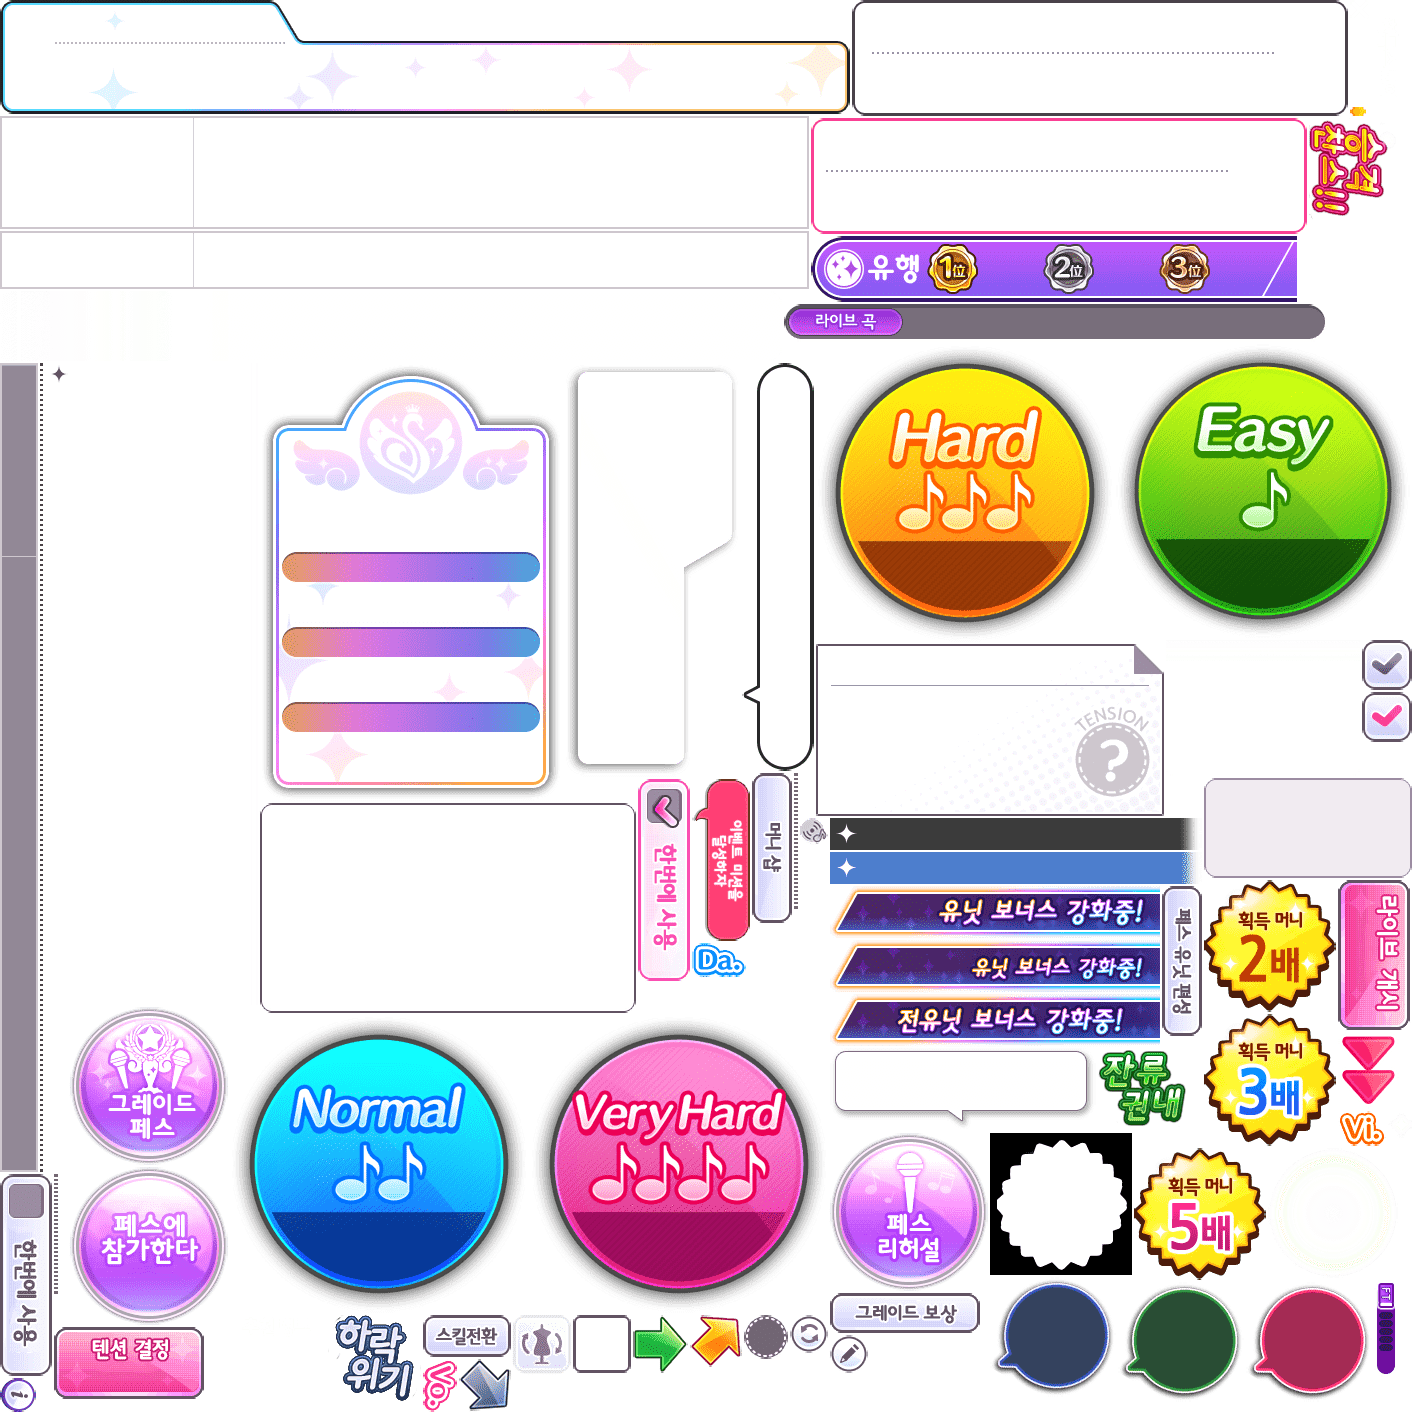 승격
찬스!!
유행
1位
2位
3位
라이브 곡
Hard
Easy
TENSION
?
한번에 사용
이벤트 미션을
달성하자
머니 샵
Da.
유닛 보너스 강화중!
유닛 보너스 강화중!
전유닛 보너스 강화중!
페스 유닛 편성
획득 머니
2배
라이브 개시
획득 머니
3배
잔류
권내
Vi.
그레이드
페스
Normal
Very Hard
페스
리허설
획득 머니
5배
페스에
참가한다
한번에 사용
텐션 결정
하락
위기
스킬전환
Vo.
그레이드 보상
FIT
i